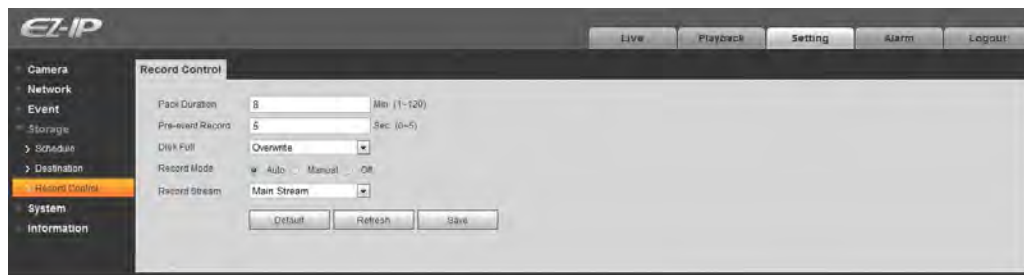 EZ-IP
Live Playback Setting Alarm Logout
Camera
Network
Event
Storage
Schedule
Destination
Record Control
System
Information
Record Control
Pack Duration 8 Min. (1~120)
Pre-event Record 5 Sec. (0~5)
Disk Full Overwrite
Record Mode Auto Manual Off
Record Stream Main Stream
Default Refresh Save